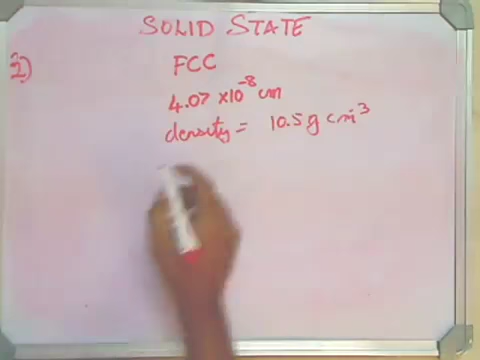 SOLID STATE
2)
FCC
4.07 ×10⁻⁸ cm
density = 10.5 g cm⁻³